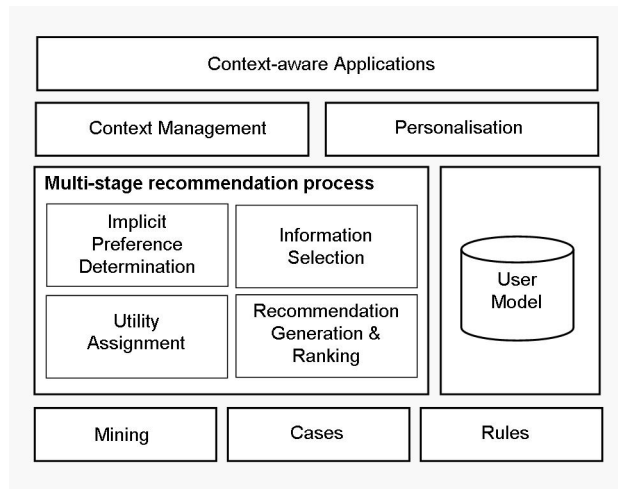 Context-aware Applications
Context Management
Personalisation
Multi-stage recommendation process
Implicit
Preference
Determination
Information
Selection
Utility
Assignment
Recommendation
Generation &
Ranking
User
Model
Mining
Cases
Rules